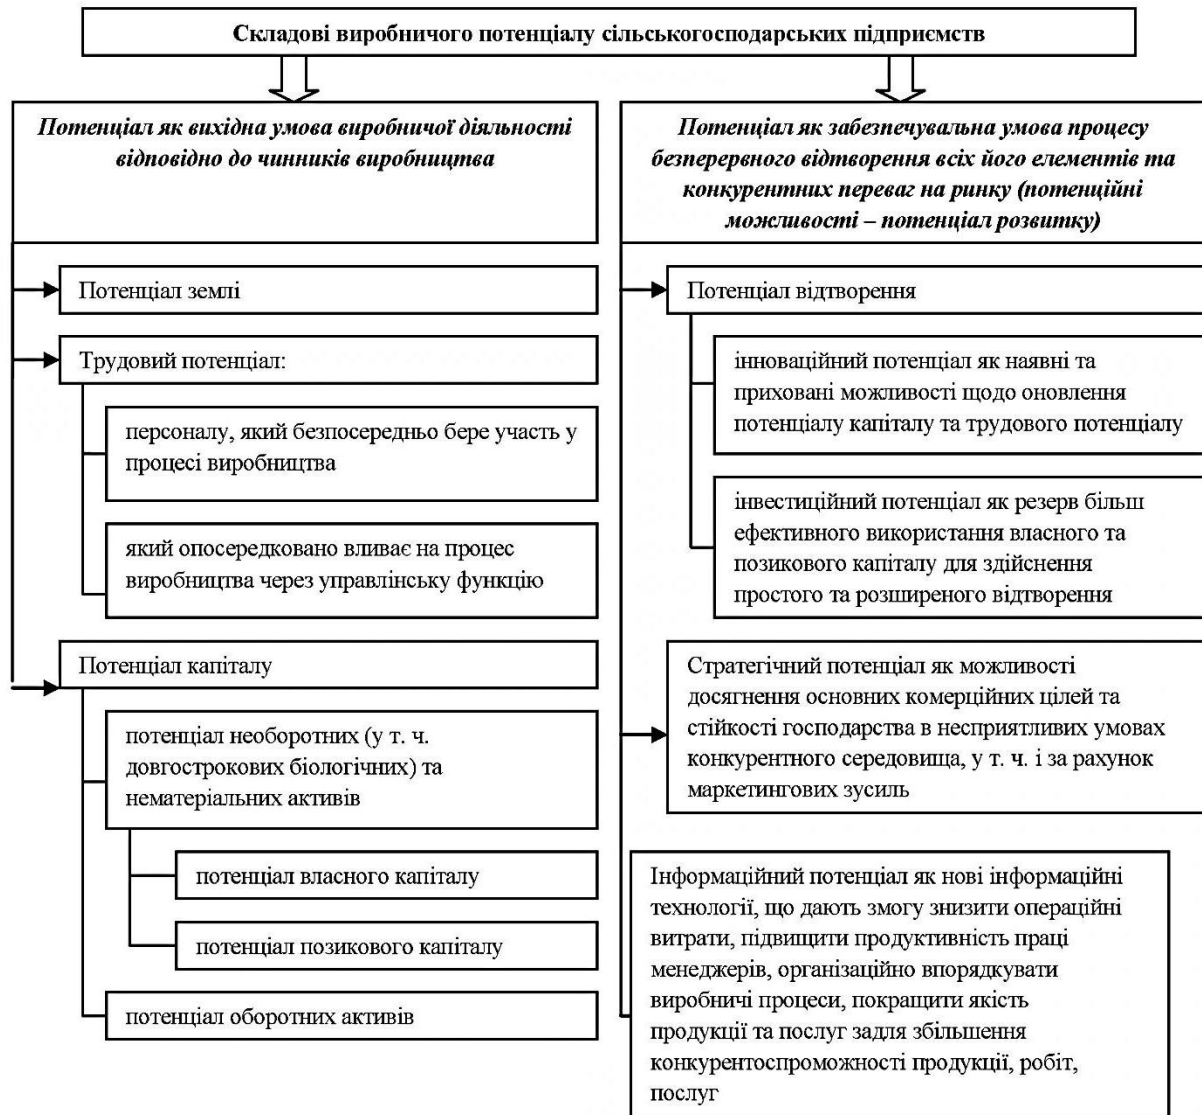 Складові виробничого потенціалу сільськогосподарських підприємств
Потенціал як вихідна умова виробничої діяльності
відповідно до чинників виробництва
Потенціал землі
Трудовий потенціал:
персоналу, який безпосередньо бере участь у
процесі виробництва
який опосередковано вливає на процес
виробництва через управлінську функцію
Потенціал капіталу
потенціал необоротних (у т. ч.
довгострокових біологічних) та
нематеріальних активів
потенціал власного капіталу
потенціал позикового капіталу
потенціал оборотних активів
Потенціал як забезпечувальна умова процесу
безперервного відтворення всіх його елементів та
конкурентних переваг на ринку (потенційні
можливості – потенціал розвитку)
Потенціал відтворення
інноваційний потенціал як наявні та
приховані можливості щодо оновлення
потенціалу капіталу та трудового потенціалу
інвестиційний потенціал як резерв більш
ефективного використання власного та
позикового капіталу для здійснення
простого та розширеного відтворення
Стратегічний потенціал як можливості
досягнення основних комерційних цілей та
стійкості господарства в несприятливих умовах
конкурентного середовища, у т. ч. і за рахунок
маркетингових зусиль
Інформаційний потенціал як нові інформаційні
технології, що дають змогу знизити операційні
витрати, підвищити продуктивність праці
менеджерів, організаційно впорядкувати
виробничі процеси, покращити якість
продукції та послуг задля збільшення
конкурентоспроможності продукції, робіт,
послуг